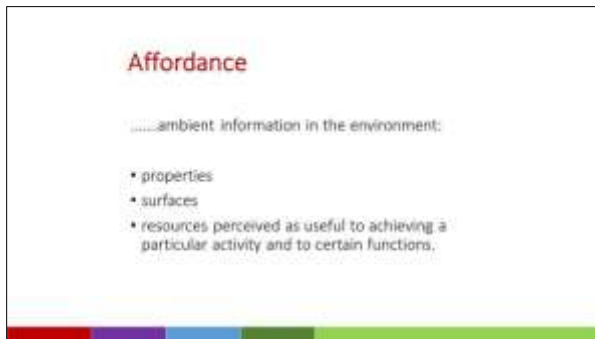 Affordance
......ambient information in the environment:
• properties
• surfaces
• resources perceived as useful to achieving a
particular activity and to certain functions.